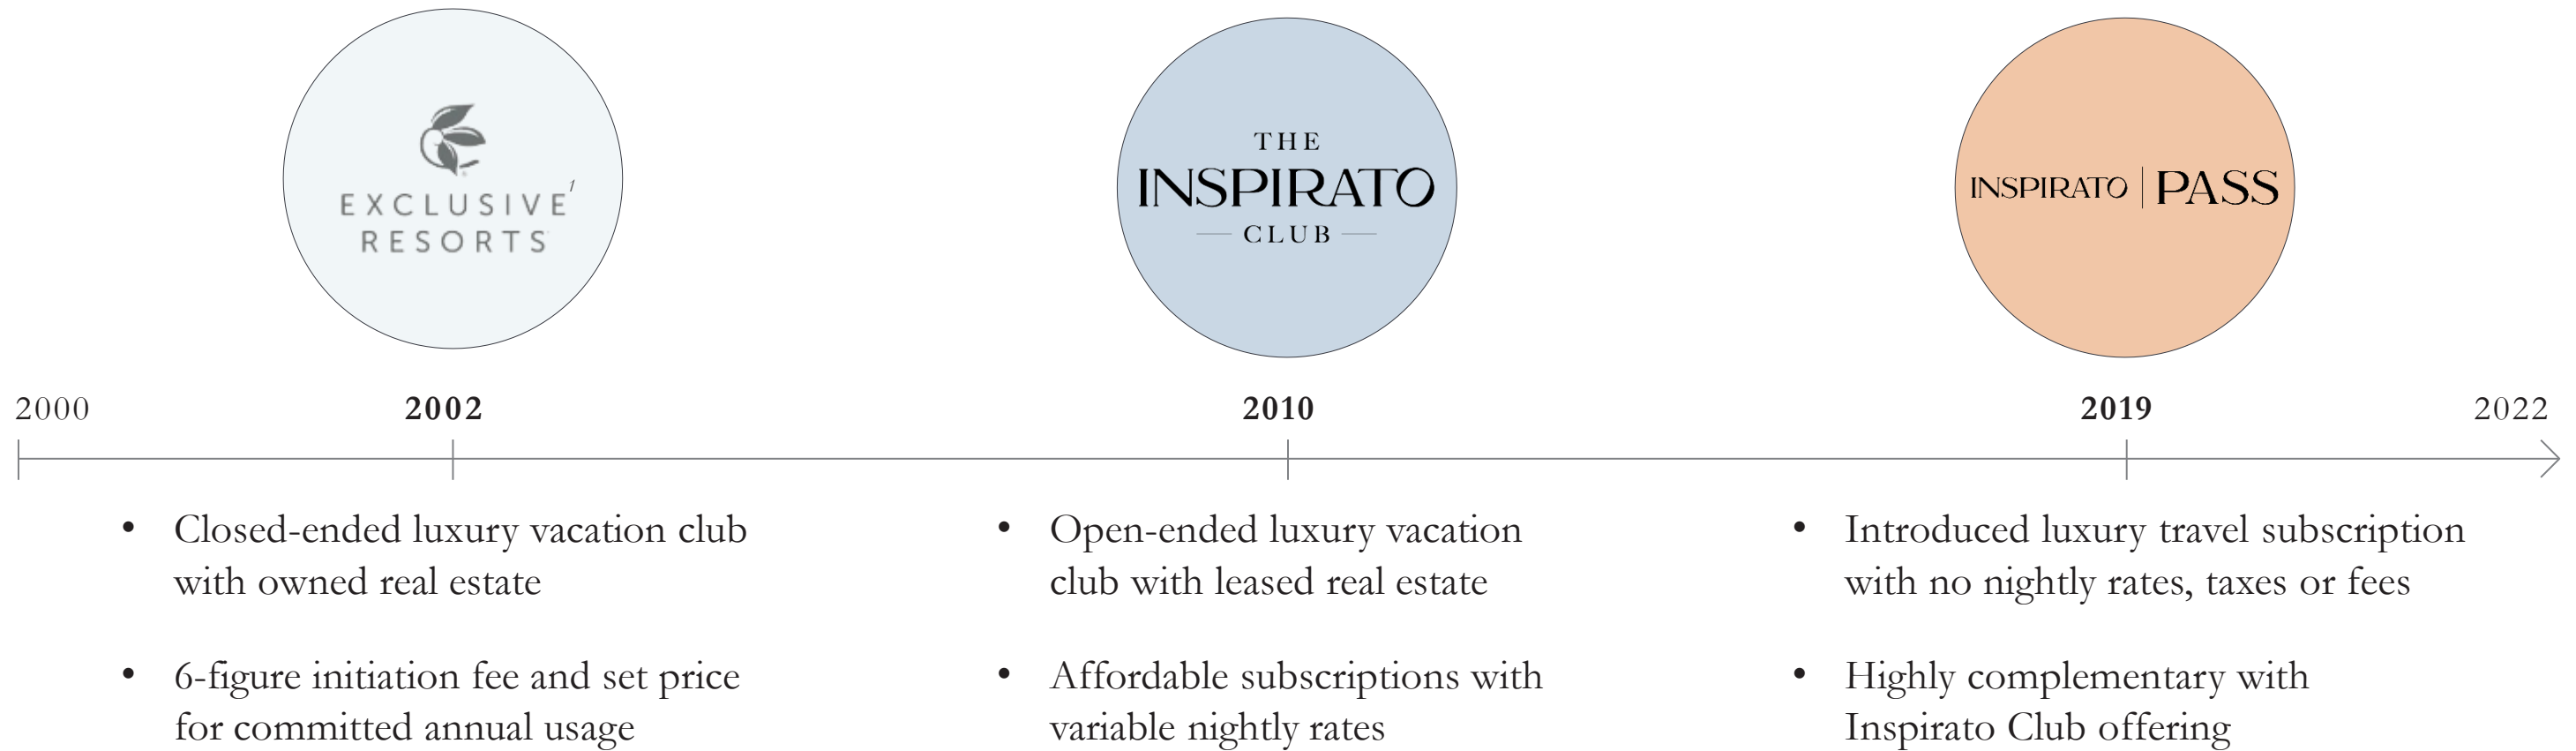 EXCLUSIVE1
RESORTS
THE
INSPIRATO
CLUB
INSPIRATO | PASS
2000
2002
2010
2019
2022
• Closed-ended luxury vacation club
with owned real estate
• 6-figure initiation fee and set price
for committed annual usage
• Open-ended luxury vacation
club with leased real estate
• Affordable subscriptions with
variable nightly rates
• Introduced luxury travel subscription
with no nightly rates, taxes or fees
• Highly complementary with
Inspirato Club offering